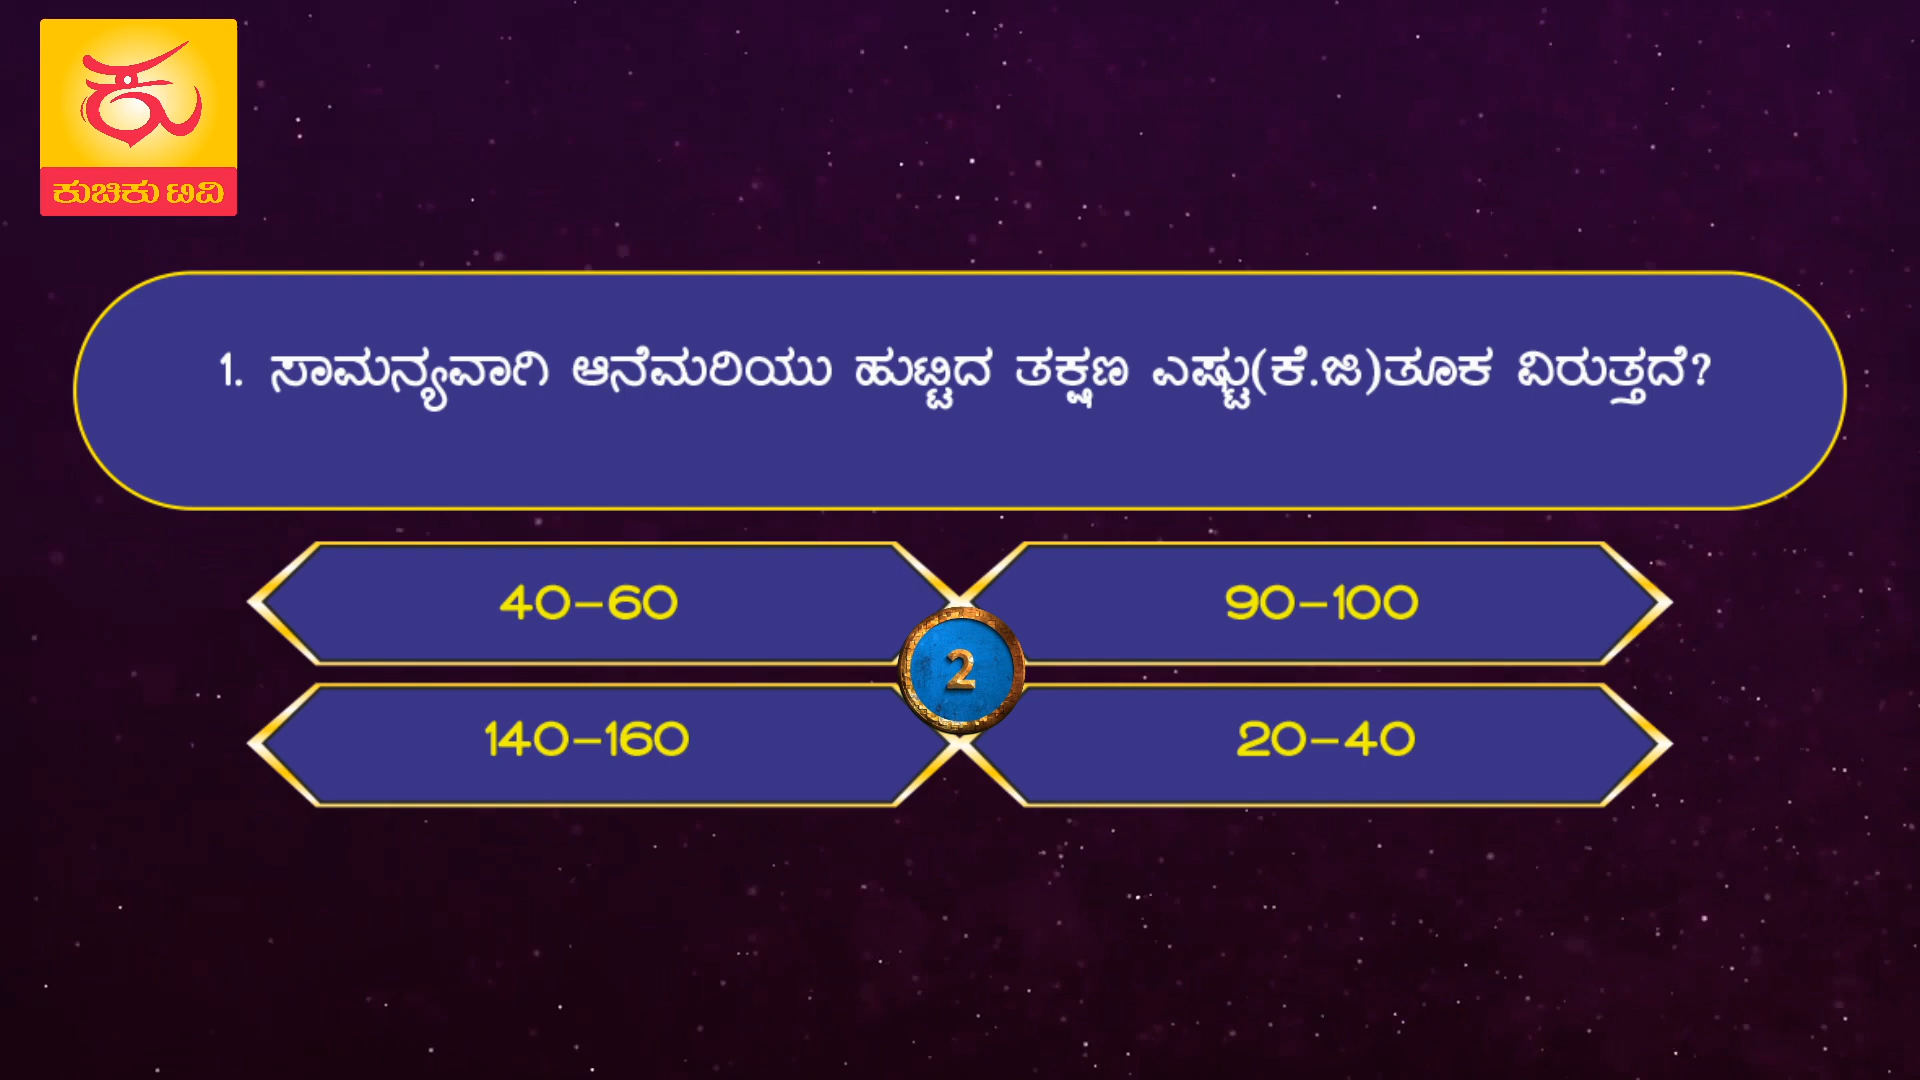 ಕು
ಕುಚಿಕು ಟಿವಿ
1. ಸಾಮನ್ಯವಾಗಿ ಆನೆಮರಿಯು ಹುಟ್ಟಿದ ತಕ್ಷಣ ಎಷ್ಟು(ಕೆ.ಜಿ)ತೂಕ ವಿರುತ್ತದೆ?
40-60
90-100
2
140-160
20-40